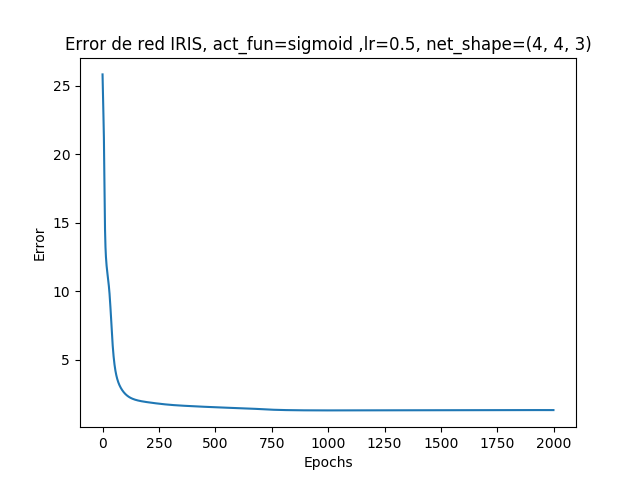 Error de red IRIS, act_fun=sigmoid ,lr=0.5, net_shape=(4, 4, 3)
25
20
15
10
5
Error
0 250 500 750 1000 1250 1500 1750 2000
Epochs